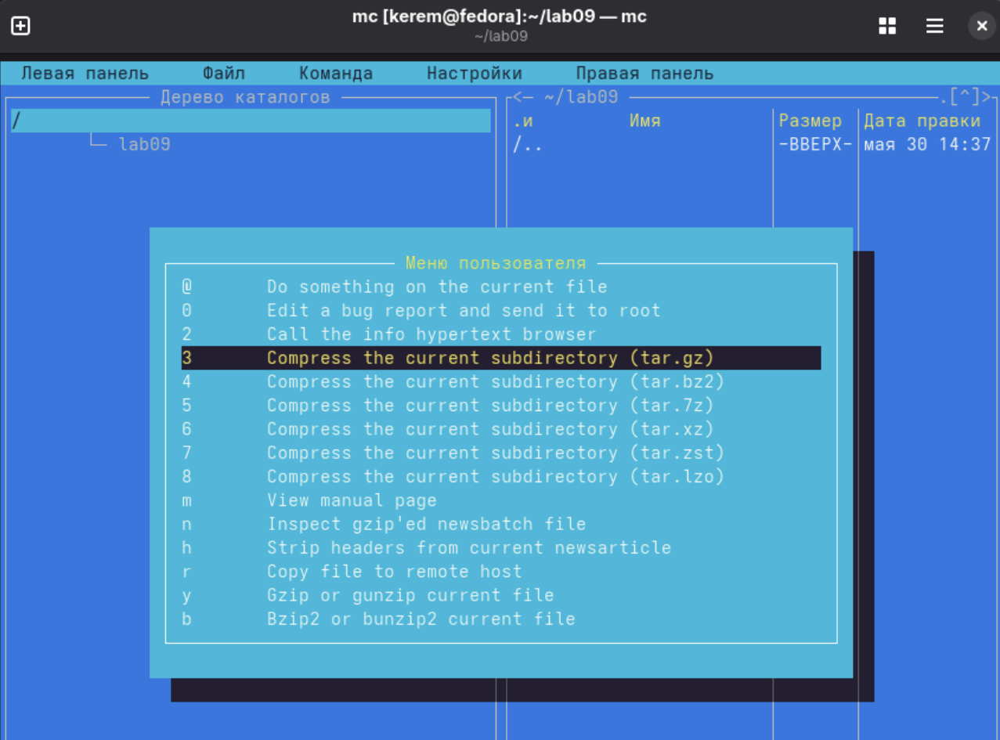 mc [kerem@fedora]:~/lab09 — mc
~/lab09
Левая панель Файл Команда Настройки Правая панель
Дерево каталогов
<— ~/lab09 .[^]>
/
.и Имя Размер Дата правки
lab09
/.. -ВВЕРХ- мая 30 14:37
Меню пользователя
@ Do something on the current file
0 Edit a bug report and send it to root
2 Call the info hypertext browser
3 Compress the current subdirectory (tar.gz)
4 Compress the current subdirectory (tar.bz2)
5 Compress the current subdirectory (tar.7z)
6 Compress the current subdirectory (tar.xz)
7 Compress the current subdirectory (tar.zst)
8 Compress the current subdirectory (tar.lzo)
m View manual page
n Inspect gzip'ed newsbatch file
h Strip headers from current newsarticle
r Copy file to remote host
y Gzip or gunzip current file
b Bzip2 or bunzip2 current file